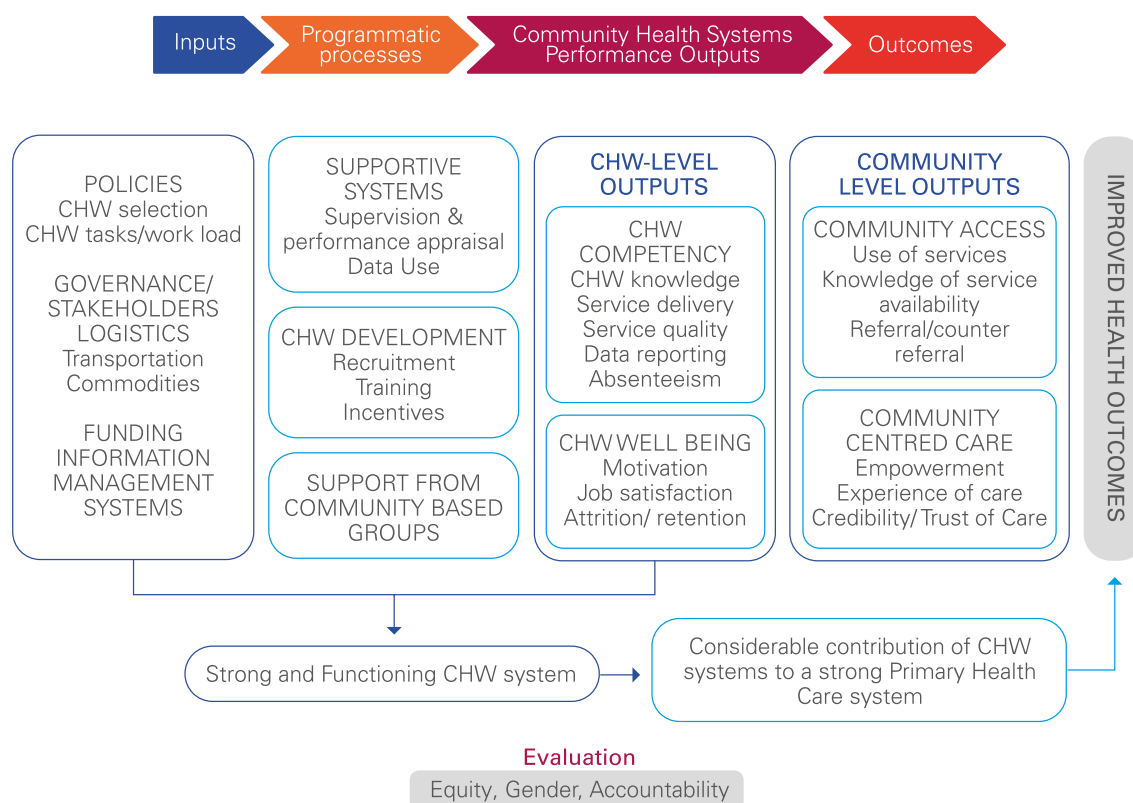 Inputs
Programmatic
processes
Community Health Systems
Performance Outputs
Outcomes
POLICIES
CHW selection
CHW tasks/work load
GOVERNANCE/
STAKEHOLDERS
LOGISTICS
Transportation
Commodities
FUNDING
INFORMATION
MANAGEMENT
SYSTEMS
SUPPORTIVE
SYSTEMS
Supervision &
performance appraisal
Data Use
CHW DEVELOPMENT
Recruitment
Training
Incentives
SUPPORT FROM
COMMUNITY BASED
GROUPS
CHW-LEVEL
OUTPUTS
CHW
COMPETENCY
CHW knowledge
Service delivery
Service quality
Data reporting
Absenteeism
CHW WELL BEING
Motivation
Job satisfaction
Attrition/ retention
COMMUNITY
LEVEL OUTPUTS
COMMUNITY ACCESS
Use of services
Knowledge of service
availability
Referral/counter
referral
COMMUNITY
CENTRED CARE
Empowerment
Experience of care
Credibility/ Trust of Care
IMPROVED HEALTH OUTCOMES
Strong and Functioning CHW system
Considerable contribution of CHW
systems to a strong Primary Health
Care system
Evaluation
Equity, Gender, Accountability